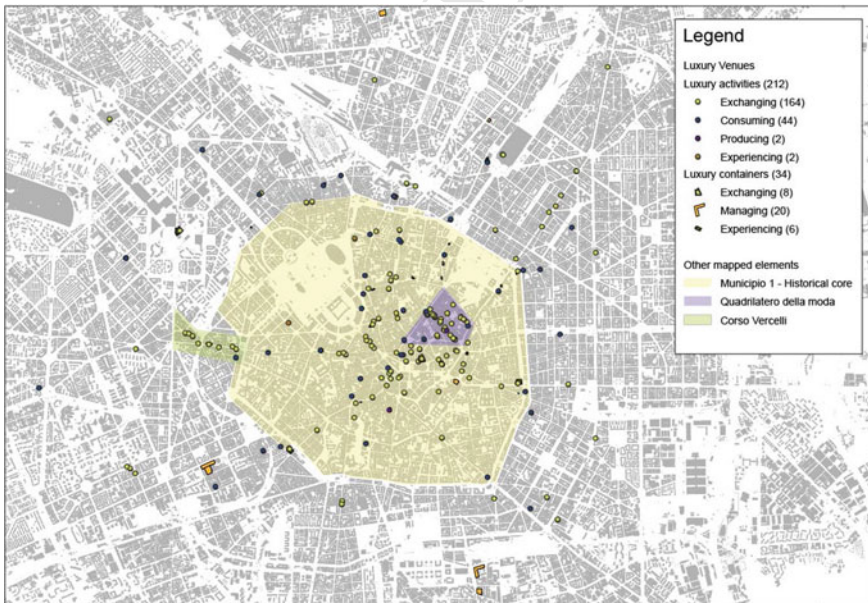 Legend
Luxury Venues
Luxury activities (212)
Exchanging (164)
Consuming (44)
Producing (2)
Experiencing (2)
Luxury containers (34)
Exchanging (8)
Managing (20)
Experiencing (6)
Other mapped elements
Municipio 1 - Historical core
Quadrilatero della moda
Corso Vercelli